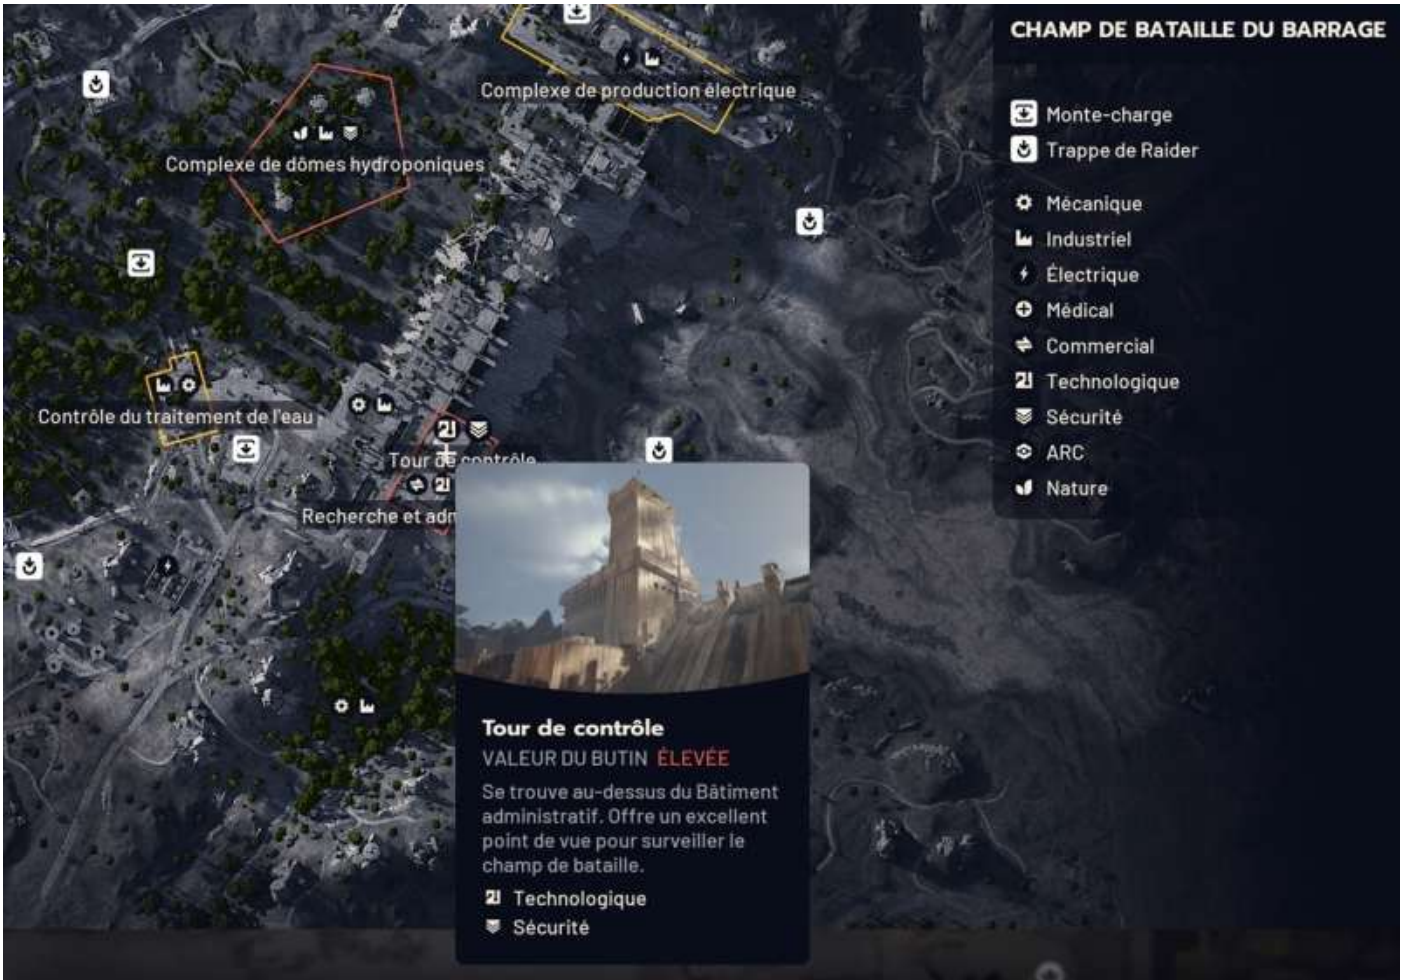 CHAMP DE BATAILLE DU BARRAGE
Complexe de production électrique
Monte-charge
Trappe de Raider
Complexe de dômes hydroponiques
Mécanique
Industriel
Électrique
Médical
Commercial
Technologique
Contrôle du traitement de l'eau
Sécurité
Tour de contrôle
ARC
Nature
Recherche et adm
Tour de contrôle
VALEUR DU BUTIN ÉLEVÉE
Se trouve au-dessus du Bâtiment
administratif. Offre un excellent
point de vue pour surveiller le
champ de bataille.
Technologique
Sécurité